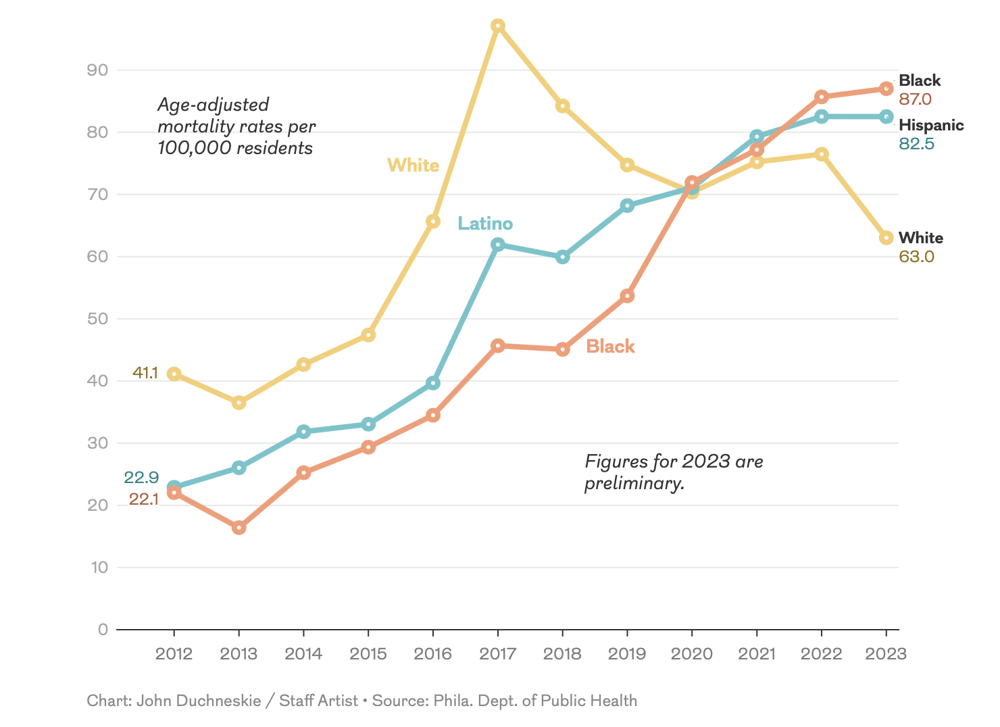 90
Age-adjusted
mortality rates per
100,000 residents
Black
87.0
80
Hispanic
82.5
White
70
Latino
White
63.0
60
50
Black
41.1
40
30
Figures for 2023 are
preliminary.
22.9
22.1
20
10
0
2012 2013 2014 2015 2016 2017 2018 2019 2020 2021 2022 2023
Chart: John Duchneskie / Staff Artist • Source: Phila. Dept. of Public Health